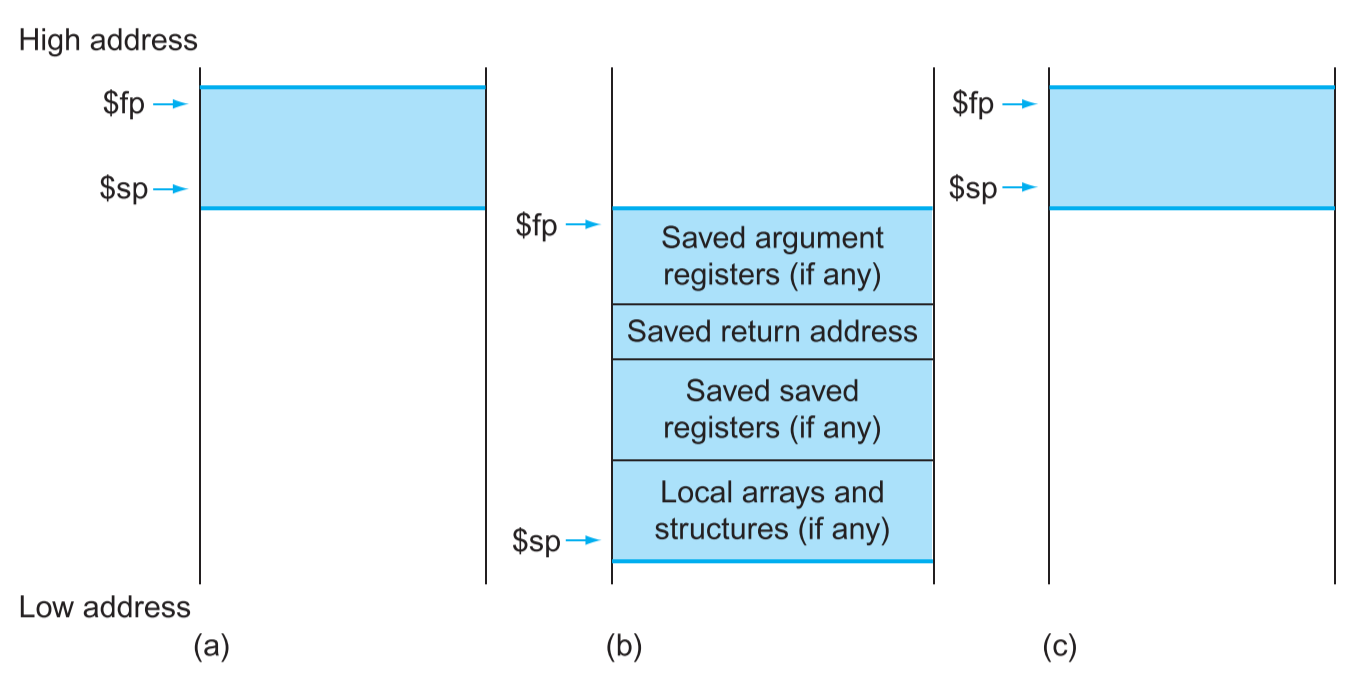 High address
$fp
$sp
$fp
Saved argument
registers (if any)
Saved return address
Saved saved
registers (if any)
Local arrays and
structures (if any)
$sp
$fp
$sp
Low address
(a)
(b)
(c)